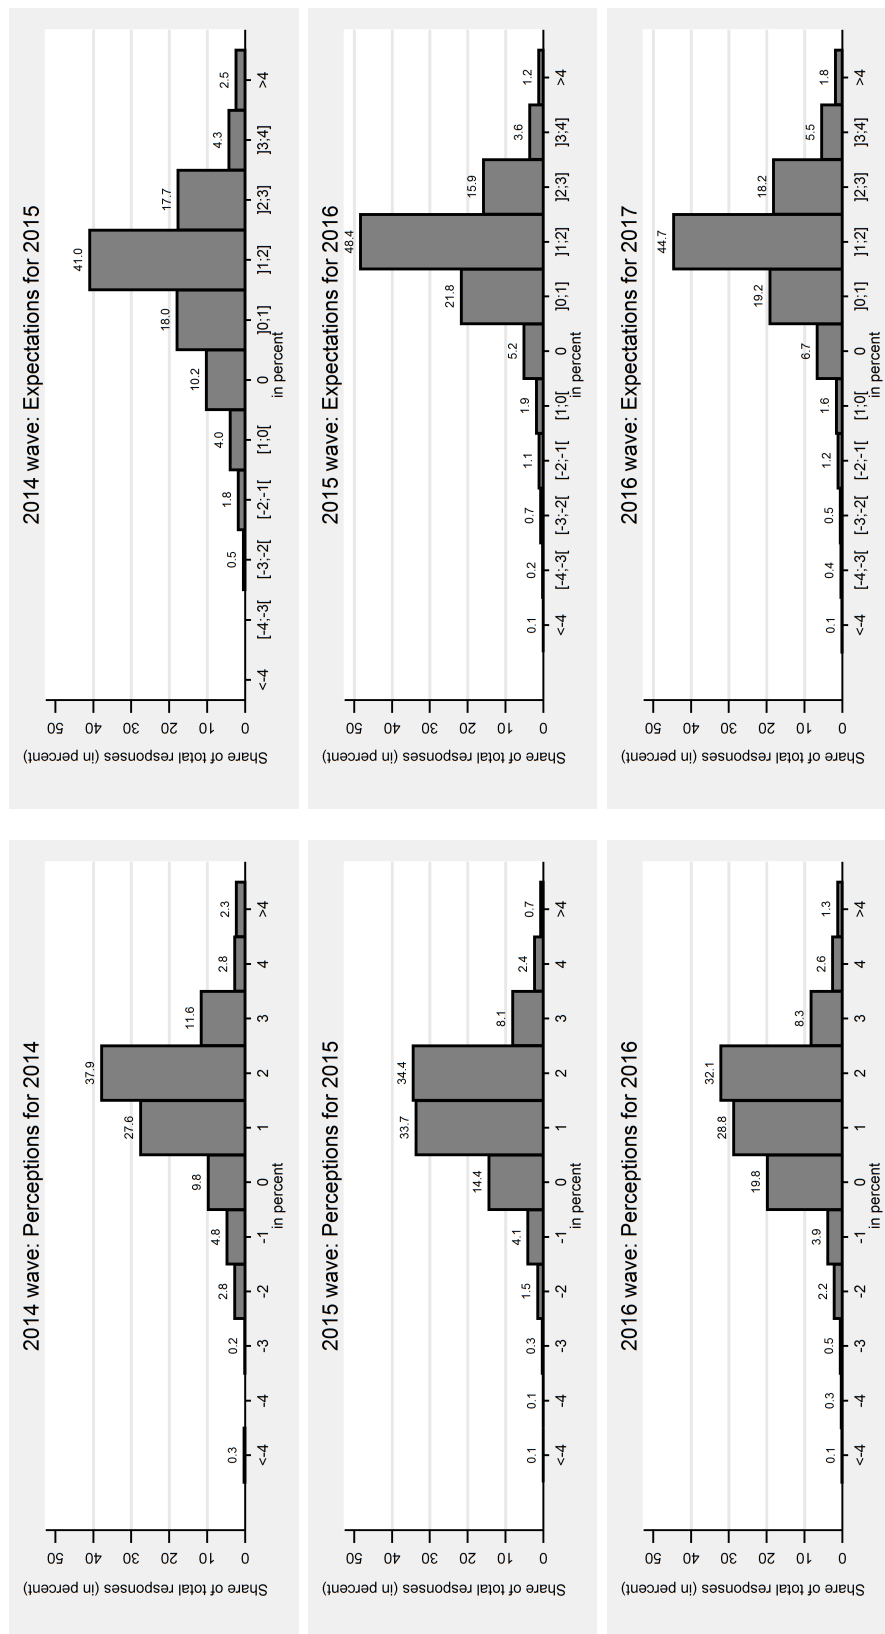 2014 wave: Perceptions for 2014
Share of total responses (in percent)
50
40
30
20
10
0
0.3 0.2 2.8 4.8 9.8 27.6 37.9 11.6 2.8 2.3
<-4 -4 -3 -2 -1 0 1 2 3 4 >4
in percent
2014 wave: Expectations for 2015
Share of total responses (in percent)
50
40
30
20
10
0
0.5 1.8 4.0 10.2 18.0 41.0 17.7 4.3 2.5
<-4 [-4;-3[ [-3;-2[ [-2;-1[ [1;0[ 0 ]0;1] ]1;2] ]2;3] ]3;4] >4
in percent
2015 wave: Perceptions for 2015
Share of total responses (in percent)
50
40
30
20
10
0
0.1 0.1 0.3 1.5 4.1 14.4 33.7 34.4 8.1 2.4 0.7
<-4 -4 -3 -2 -1 0 1 2 3 4 >4
in percent
2015 wave: Expectations for 2016
Share of total responses (in percent)
50
40
30
20
10
0
0.1 0.2 0.7 1.1 1.9 5.2 21.8 48.4 15.9 3.6 1.2
<-4 [-4;-3[ [-3;-2[ [-2;-1[ [1;0[ 0 ]0;1] ]1;2] ]2;3] ]3;4] >4
in percent
2016 wave: Perceptions for 2016
Share of total responses (in percent)
50
40
30
20
10
0
0.1 0.3 0.5 2.2 3.9 19.8 28.8 32.1 8.3 2.6 1.3
<-4 -4 -3 -2 -1 0 1 2 3 4 >4
in percent
2016 wave: Expectations for 2017
Share of total responses (in percent)
50
40
30
20
10
0
0.1 0.4 0.5 1.2 1.6 6.7 19.2 44.7 18.2 5.5 1.8
<-4 [-4;-3[ [-3;-2[ [-2;-1[ [1;0[ 0 ]0;1] ]1;2] ]2;3] ]3;4] >4
in percent